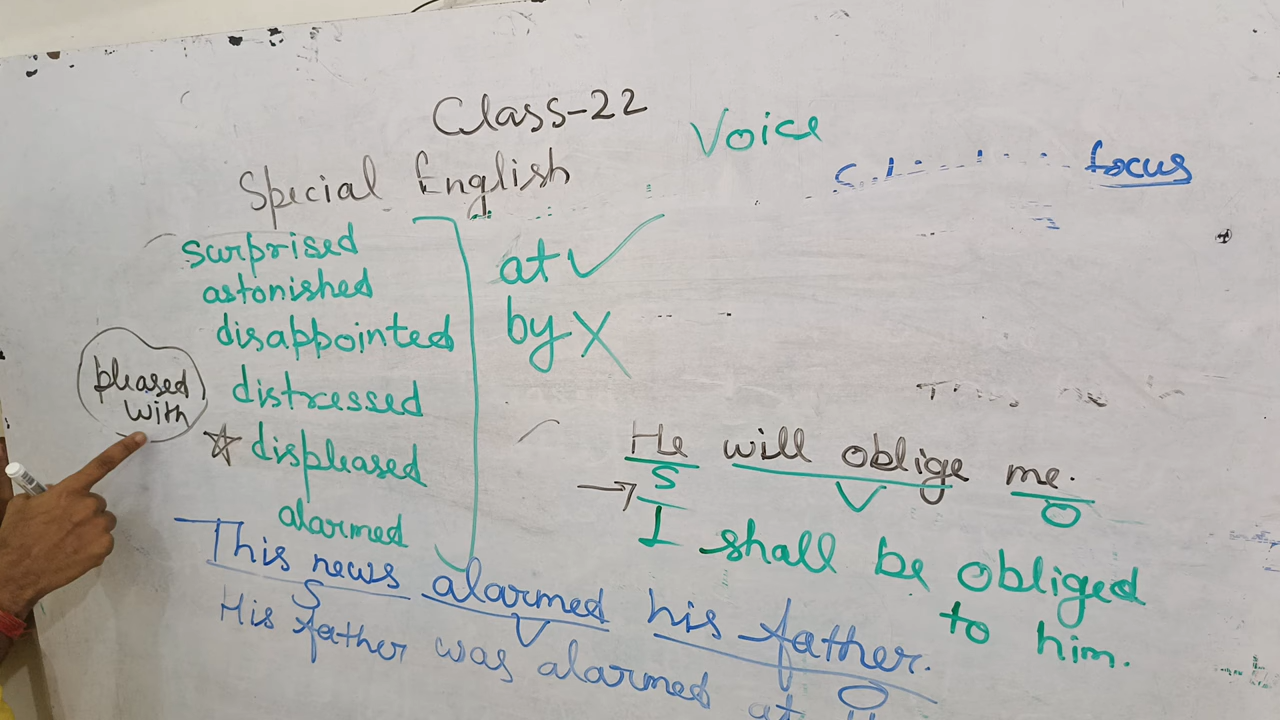 Class-22
Voice
focus
Special English
surprised
astonished
disappointed
distressed
displeased
alarmed
at ✓
by X
pleased
with
He will oblige me.
S
V
O
I shall be obliged
to him.
This news alarmed his father.
S
V
O
His father was alarmed at